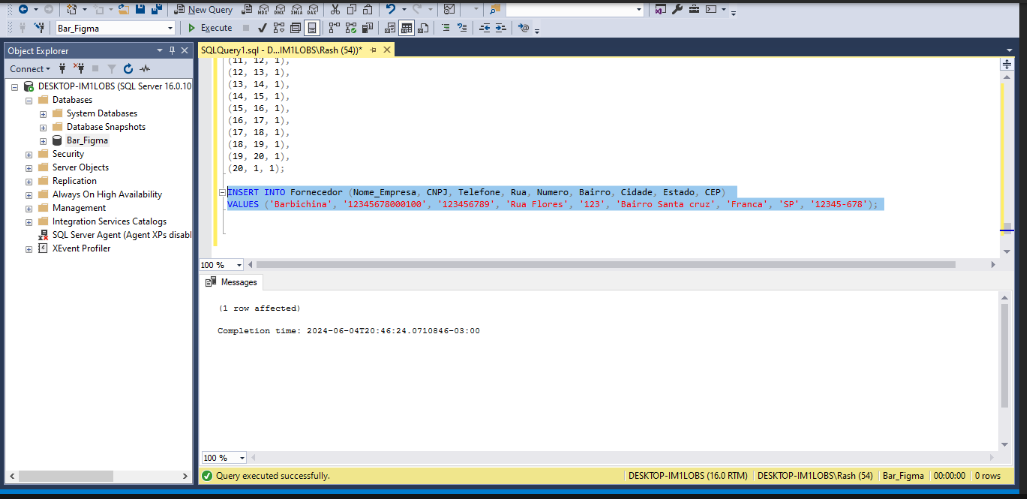 New Query
Bar_Figma
Execute
Object Explorer
SQLQuery1.sql - D...IM1LOBS\Rash (54))*
Connect
DESKTOP-IM1LOBS (SQL Server 16.0.10
Databases
System Databases
Database Snapshots
Bar_Figma
Security
Server Objects
Replication
Always On High Availability
Management
Integration Services Catalogs
SQL Server Agent (Agent XPs disabl
XEvent Profiler
(11, 12, 1),
(12, 13, 1),
(13, 14, 1),
(14, 15, 1),
(15, 16, 1),
(16, 17, 1),
(17, 18, 1),
(18, 19, 1),
(19, 20, 1),
(20, 1, 1);
INSERT INTO Fornecedor (Nome_Empresa, CNPJ, Telefone, Rua, Numero, Bairro, Cidade, Estado, CEP)
VALUES ('Barbichina', '12345678000100', '123456789', 'Rua Flores', '123', 'Bairro Santa cruz', 'Franca', 'SP', '12345-678');
100 %
Messages
(1 row affected)
Completion time: 2024-06-04T20:46:24.0710846-03:00
100 %
Query executed successfully.
DESKTOP-IM1LOBS (16.0 RTM)
DESKTOP-IM1LOBS\Rash (54)
Bar_Figma
00:00:00
0 rows